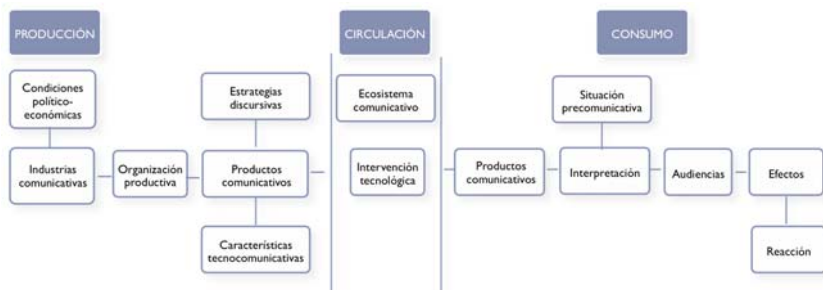 PRODUCCIÓN
CIRCULACIÓN
CONSUMO
Condiciones
político-
económicas
Estrategias
discursivas
Ecosistema
comunicativo
Situación
precomunicativa
Industrias
comunicativas
Organización
productiva
Productos
comunicativos
Intervención
tecnológica
Productos
comunicativos
Interpretación
Audiencias
Efectos
Características
tecnocomunicativas
Reacción